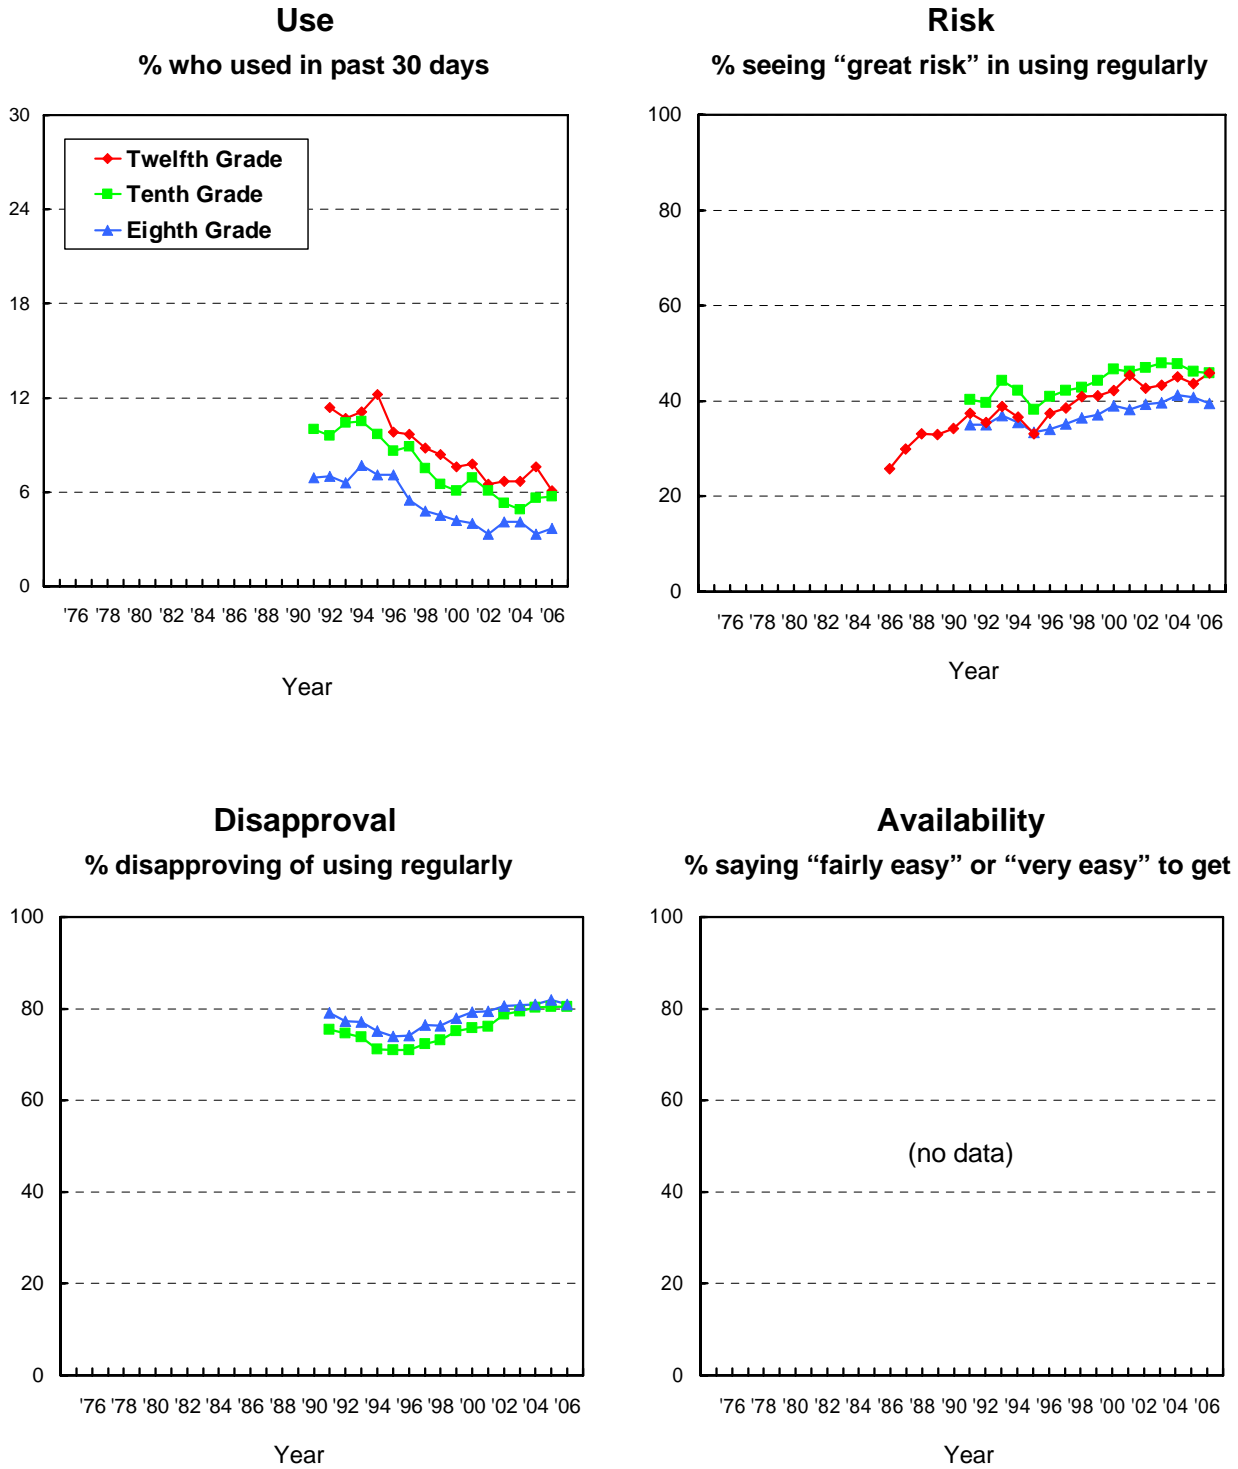 Use
% who used in past 30 days
30
24
18
12
6
0
Twelfth Grade
Tenth Grade
Eighth Grade
'76 '78 '80 '82 '84 '86 '88 '90 '92 '94 '96 '98 '00 '02 '04 '06
Year
Risk
% seeing “great risk” in using regularly
100
80
60
40
20
0
'76 '78 '80 '82 '84 '86 '88 '90 '92 '94 '96 '98 '00 '02 '04 '06
Year
Disapproval
% disapproving of using regularly
100
80
60
40
20
0
'76 '78 '80 '82 '84 '86 '88 '90 '92 '94 '96 '98 '00 '02 '04 '06
Year
Availability
% saying “fairly easy” or “very easy” to get
100
80
60
40
20
0
(no data)
'76 '78 '80 '82 '84 '86 '88 '90 '92 '94 '96 '98 '00 '02 '04 '06
Year